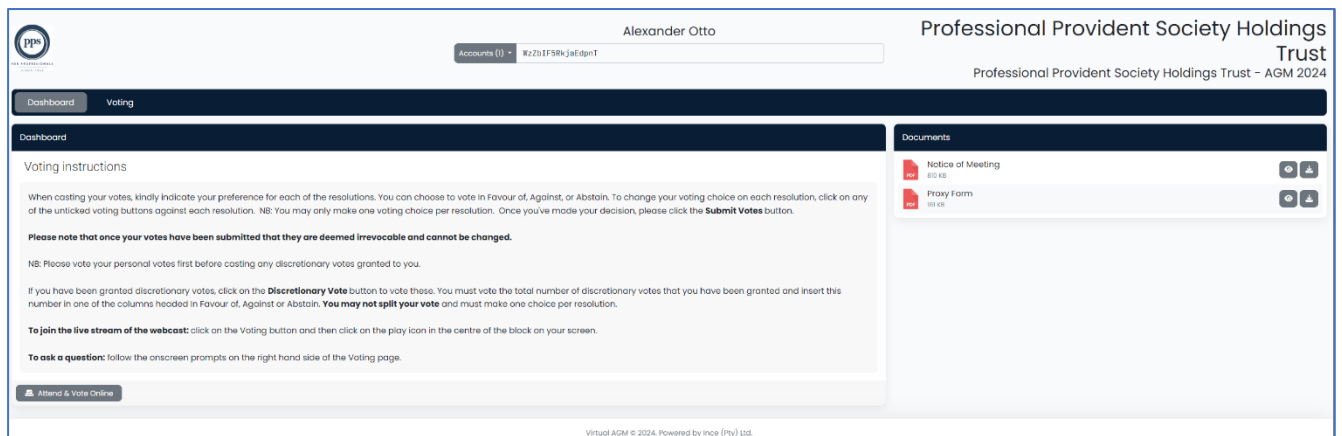 pps
FOR PROFESSIONALS
SINCE 1941
Alexander Otto
Accounts (1)
WzZbIF5RkjaEdpnT
Professional Provident Society Holdings
Trust
Professional Provident Society Holdings Trust - AGM 2024
Dashboard
Voting
Dashboard
Voting instructions
When casting your votes, kindly indicate your preference for each of the resolutions. You can choose to vote In Favour of, Against, or Abstain. To change your voting choice on each resolution, click on any
of the unticked voting buttons against each resolution. NB: You may only make one voting choice per resolution. Once you've made your decision, please click the Submit Votes button.
Please note that once your votes have been submitted that they are deemed irrevocable and cannot be changed.
NB: Please vote your personal votes first before casting any discretionary votes granted to you.
If you have been granted discretionary votes, click on the Discretionary Vote button to vote these. You must vote the total number of discretionary votes that you have been granted and insert this
number in one of the columns headed In Favour of, Against or Abstain. You may not split your vote and must make one choice per resolution.
To join the live stream of the webcast: click on the Voting button and then click on the play icon in the centre of the block on your screen.
To ask a question: follow the onscreen prompts on the right hand side of the Voting page.
Attend & Vote Online
Documents
PDF
Notice of Meeting
810 KB
PDF
Proxy Form
161 KB
Virtual AGM © 2024. Powered by Ince (Pty) Ltd.